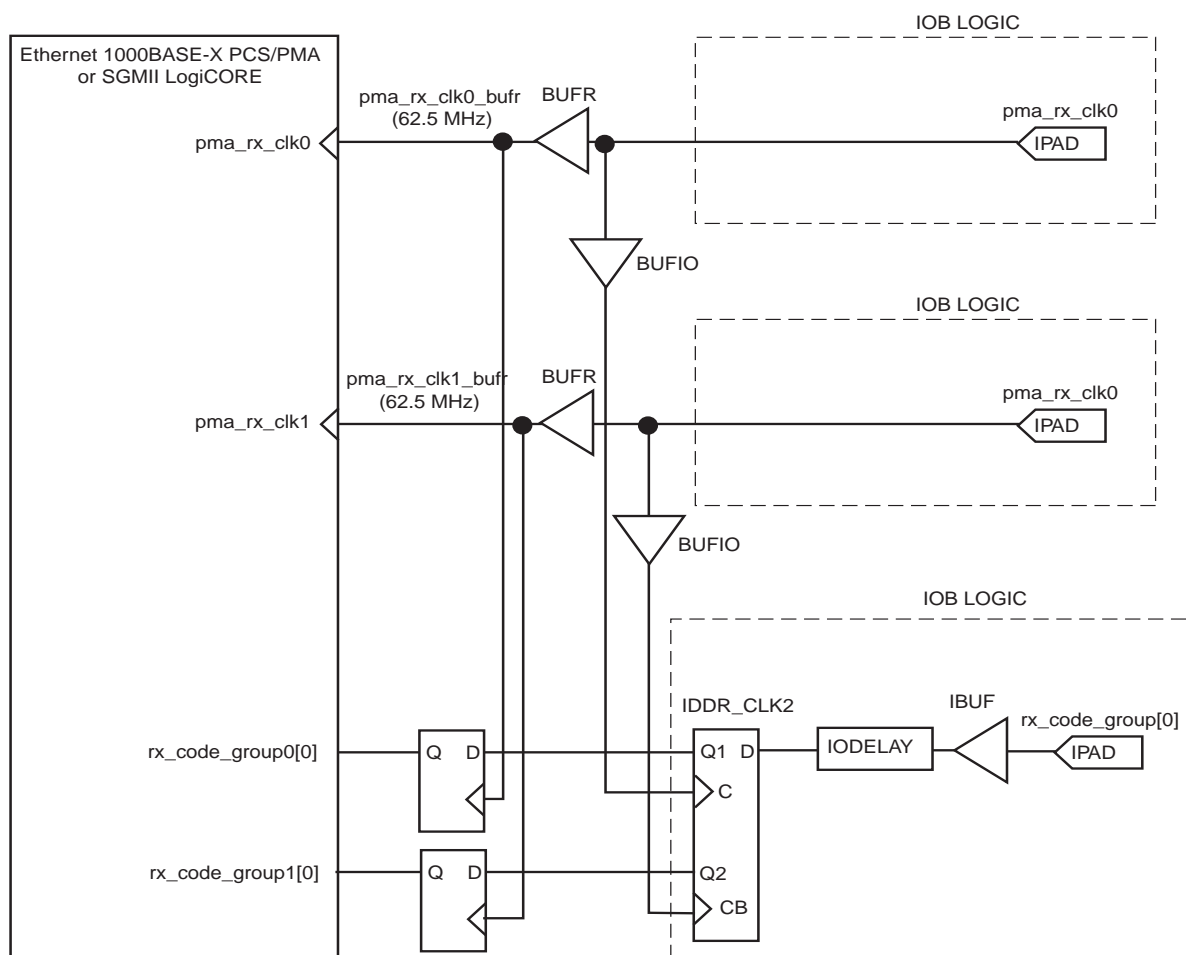 IOB LOGIC
Ethernet 1000BASE-X PCS/PMA
or SGMII LogiCORE
pma_rx_clk0_bufr
(62.5 MHz)
BUFR
pma_rx_clk0
pma_rx_clk0
IPAD
BUFIO
IOB LOGIC
pma_rx_clk1_bufr
(62.5 MHz)
BUFR
pma_rx_clk0
pma_rx_clk1
IPAD
BUFIO
IOB LOGIC
IDDR_CLK2
IBUF
rx_code_group[0]
rx_code_group0[0]
Q D
Q1 D
IODELAY
IPAD
C
rx_code_group1[0]
Q D
Q2
CB